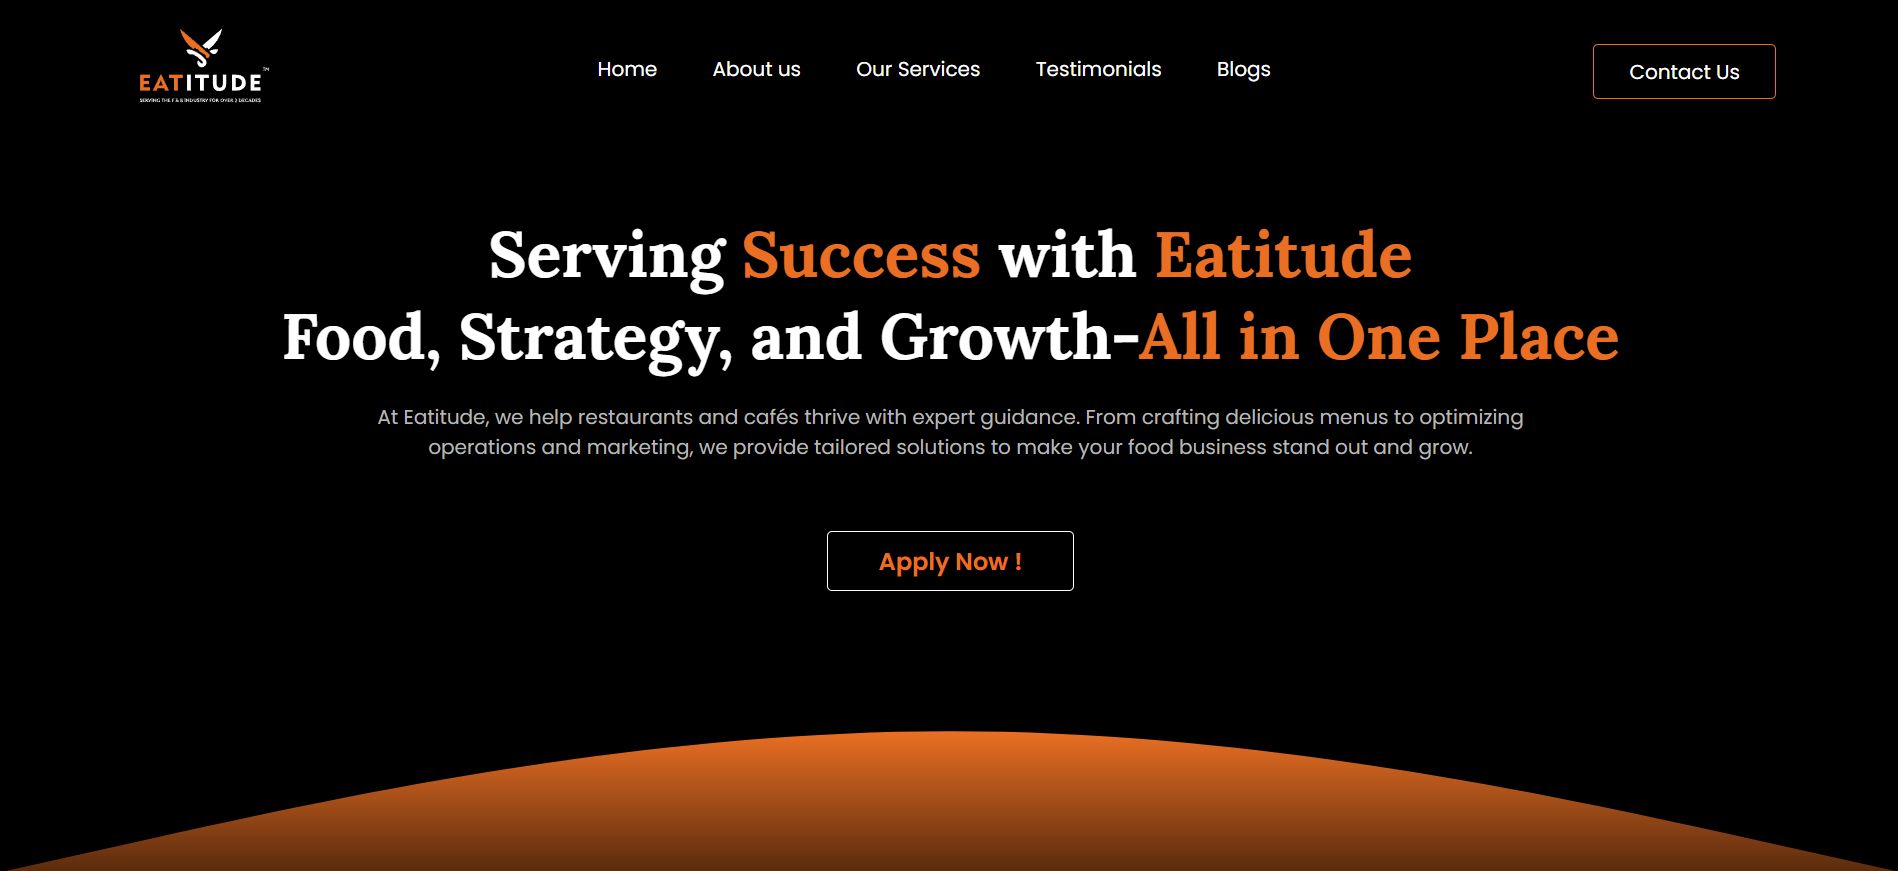 EATITUDE™
SERVING THE F & B INDUSTRY FOR OVER 2 DECADES
Home
About us
Our Services
Testimonials
Blogs
Contact Us
Serving Success with Eatitude
Food, Strategy, and Growth-All in One Place
At Eatitude, we help restaurants and cafés thrive with expert guidance. From crafting delicious menus to optimizing
operations and marketing, we provide tailored solutions to make your food business stand out and grow.
Apply Now !